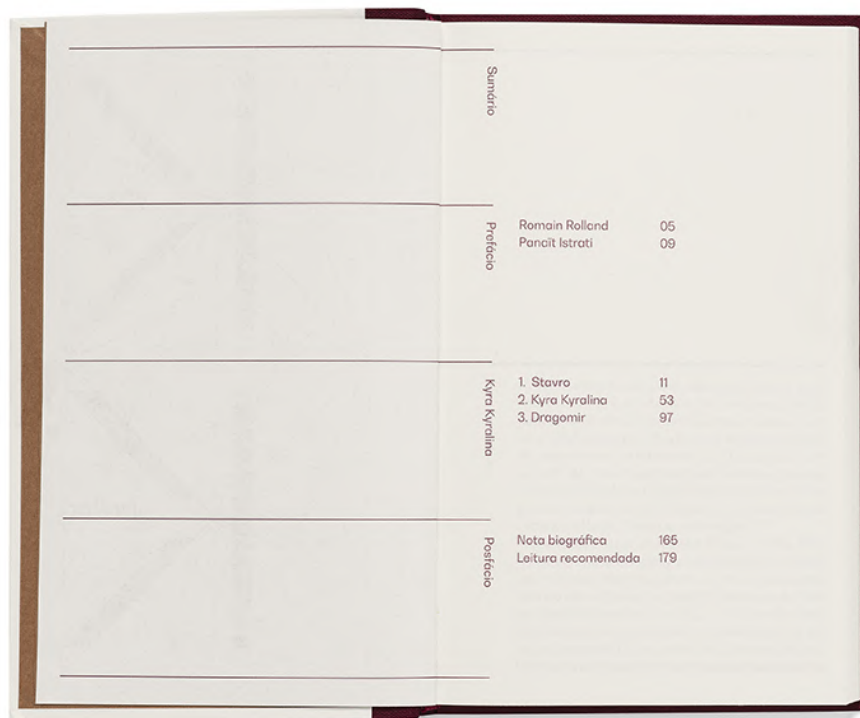 Sumário
Prefácio
Romain Rolland 05
Panaït Istrati 09
Kyra Kyralina
1. Stavro 11
2. Kyra Kyralina 53
3. Dragomir 97
Posfácio
Nota biográfica 165
Leitura recomendada 179